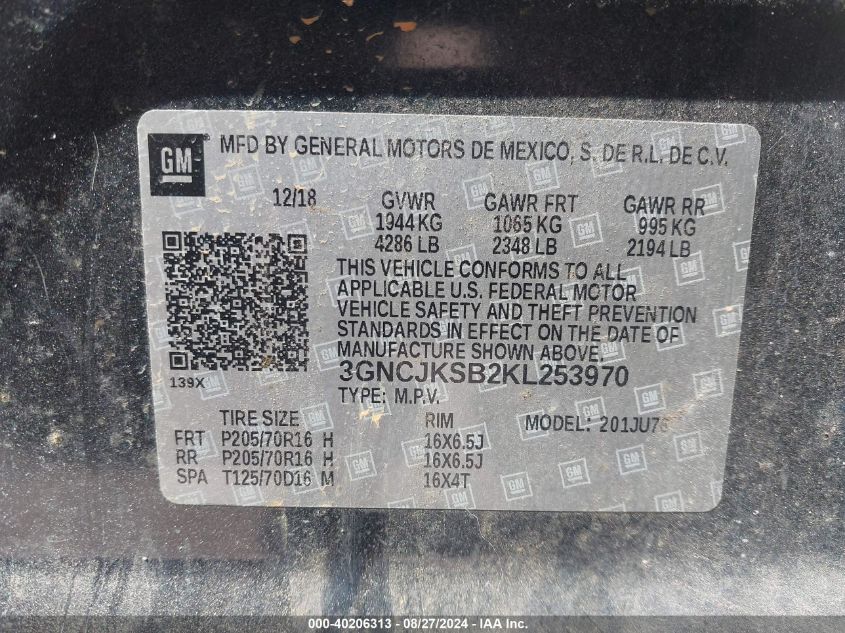 GM MFD BY GENERAL MOTORS DE MEXICO, S. DE R.L. DE C.V.
12/18 GVWR GAWR FRT GAWR RR
1944 KG 1065 KG 995 KG
4286 LB 2348 LB 2194 LB
THIS VEHICLE CONFORMS TO ALL
APPLICABLE U.S. FEDERAL MOTOR
VEHICLE SAFETY AND THEFT PREVENTION
STANDARDS IN EFFECT ON THE DATE OF
MANUFACTURE SHOWN ABOVE.
139X
3GNCJKSB2KL253970
TYPE: M.P.V.
TIRE SIZE RIM MODEL: 201JU76
FRT P205/70R16 H 16X6.5J
RR P205/70R16 H 16X6.5J
SPA T125/70D16 M 16X4T
000-40206313 - 08/27/2024 - IAA Inc.